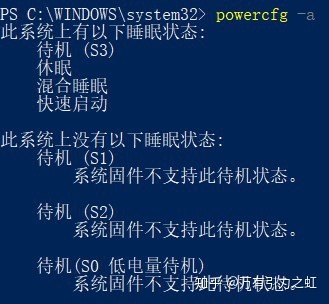 PS C:\WINDOWS\system32> powercfg -a
此系统上有以下睡眠状态:
待机 (S3)
休眠
混合睡眠
快速启动
此系统上没有以下睡眠状态:
待机 (S1)
系统固件不支持此待机状态。
待机 (S2)
系统固件不支持此待机状态。
待机(S0 低电量待机)
系统固件不支持此待机状态。
知乎 @万有引力之虹